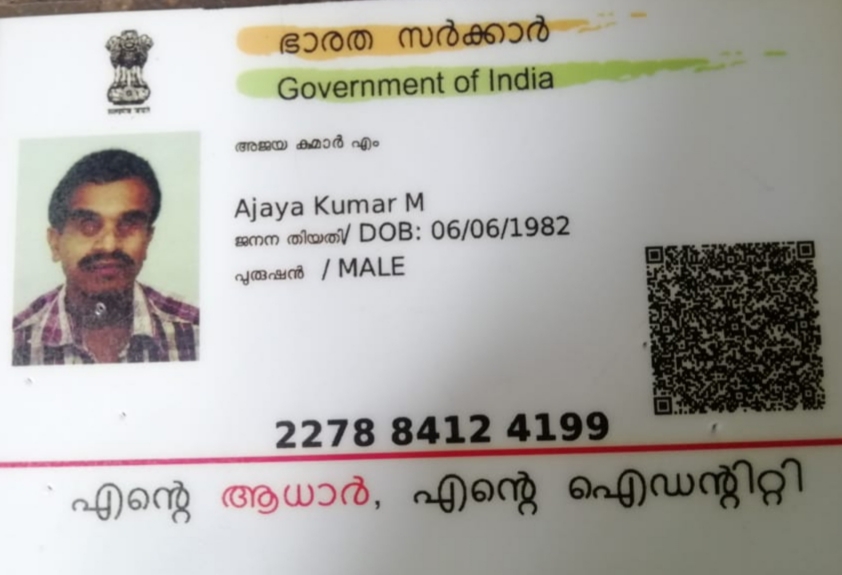 ഭാരത സർക്കാർ
Government of India
അജയ കുമാർ എം
Ajaya Kumar M
ജനന തിയതി/ DOB: 06/06/1982
പുരുഷൻ / MALE
2278 8412 4199
എന്റെ ആധാർ, എന്റെ ഐഡന്റിറ്റി